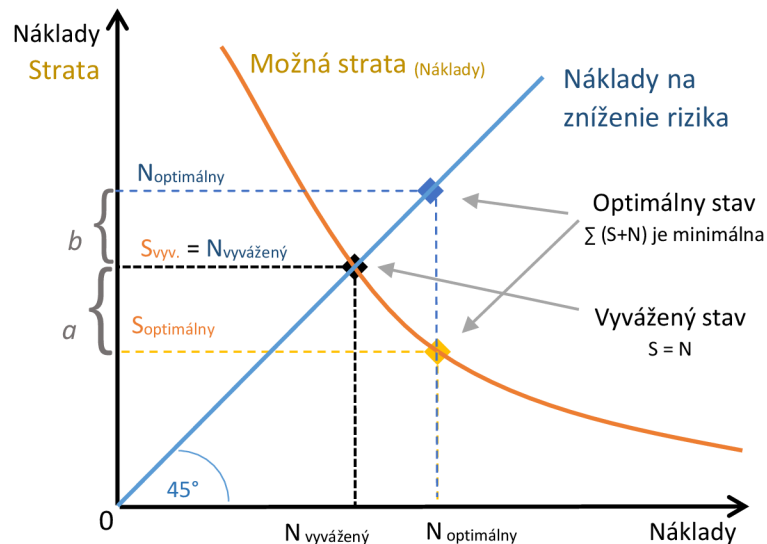 Náklady
Strata
Možná strata (Náklady)
Náklady na
zníženie rizika
Noptimálny
b
Svyv. = Nvyvážený
a
Soptimálny
Optimálny stav
∑ (S+N) je minimálna
Vyvážený stav
S = N
45°
0
N vyvážený
N optimálny
Náklady